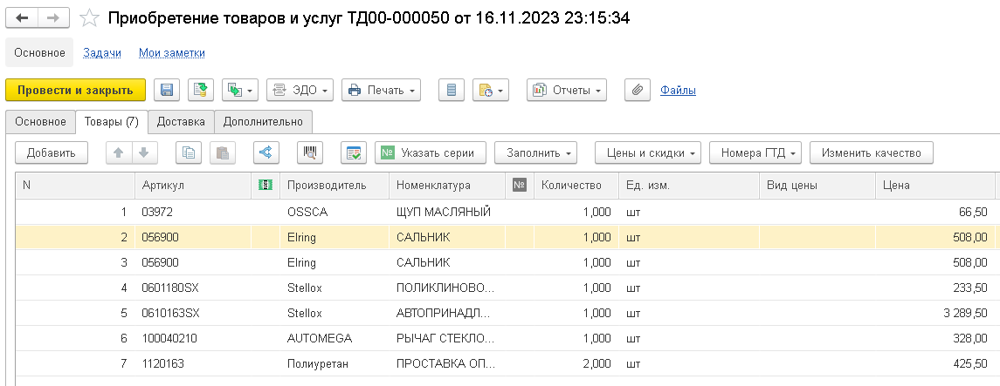 Приобретение товаров и услуг ТД00-000050 от 16.11.2023 23:15:34
Основное Задачи Мои заметки
Провести и закрыть ЭДО Печать Отчеты Файлы
Основное Товары (7) Доставка Дополнительно
Добавить № Указать серии Заполнить Цены и скидки Номера ГТД Изменить качество
N Артикул Производитель Номенклатура № Количество Ед. изм. Вид цены Цена
1 03972 OSSCA ЩУП МАСЛЯНЫЙ 1,000 шт 66,50
2 056900 Elring САЛЬНИК 1,000 шт 508,00
3 056900 Elring САЛЬНИК 1,000 шт 508,00
4 0601180SX Stellox ПОЛИКЛИНОВО... 1,000 шт 233,50
5 0610163SX Stellox АВТОПРИНАДЛ... 1,000 шт 3 289,50
6 100040210 AUTOMEGA РЫЧАГ СТЕКЛО... 1,000 шт 328,00
7 1120163 Полиуретан ПРОСТАВКА ОП... 2,000 шт 425,50